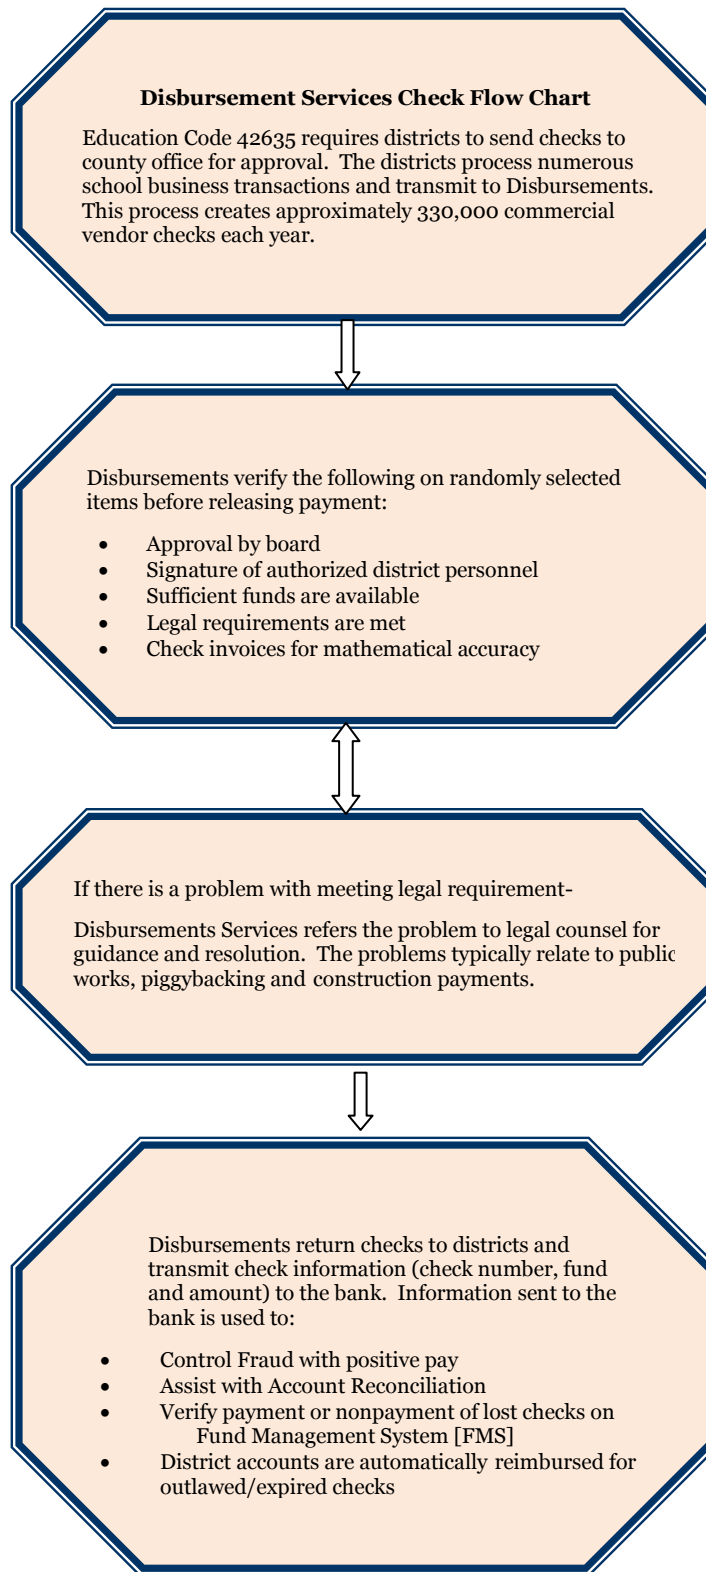 Disbursement Services Check Flow Chart
Education Code 42635 requires districts to send checks to
county office for approval.  The districts process numerous
school business transactions and transmit to Disbursements.
This process creates approximately 330,000 commercial
vendor checks each year.
Disbursements verify the following on randomly selected
items before releasing payment:
• Approval by board
• Signature of authorized district personnel
• Sufficient funds are available
• Legal requirements are met
• Check invoices for mathematical accuracy
If there is a problem with meeting legal requirement-
Disbursements Services refers the problem to legal counsel for
guidance and resolution.  The problems typically relate to public
works, piggybacking and construction payments.
Disbursements return checks to districts and
transmit check information (check number, fund
and amount) to the bank.  Information sent to the
bank is used to:
• Control Fraud with positive pay
• Assist with Account Reconciliation
• Verify payment or nonpayment of lost checks on
Fund Management System [FMS]
• District accounts are automatically reimbursed for
outlawed/expired checks